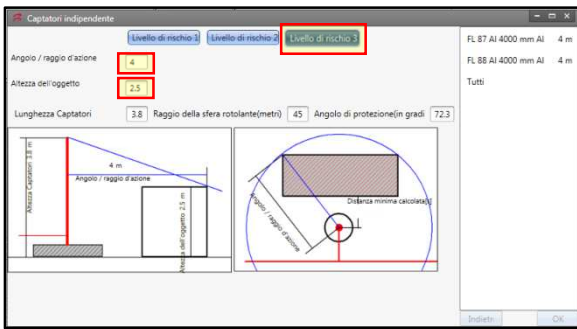 Captatori indipendente
Livello di rischio 1 Livello di rischio 2 Livello di rischio 3
Angolo / raggio d'azione 4
Altezza dell'oggetto 2.5
Lunghezza Captatori 3.8 Raggio della sfera rotolante(metri) 45 Angolo di protezione(in gradi 72.3
Altezza Captatori 3.8 m
4 m
Angolo / raggio d'azione
Altezza dell'oggetto 2.5 m
Angolo / raggio d'azione
Distanza minima calcolata[s]
FL 87 Al 4000 mm Al 4 m
FL 88 Al 4000 mm Al 4 m
Tutti
Indietr OK